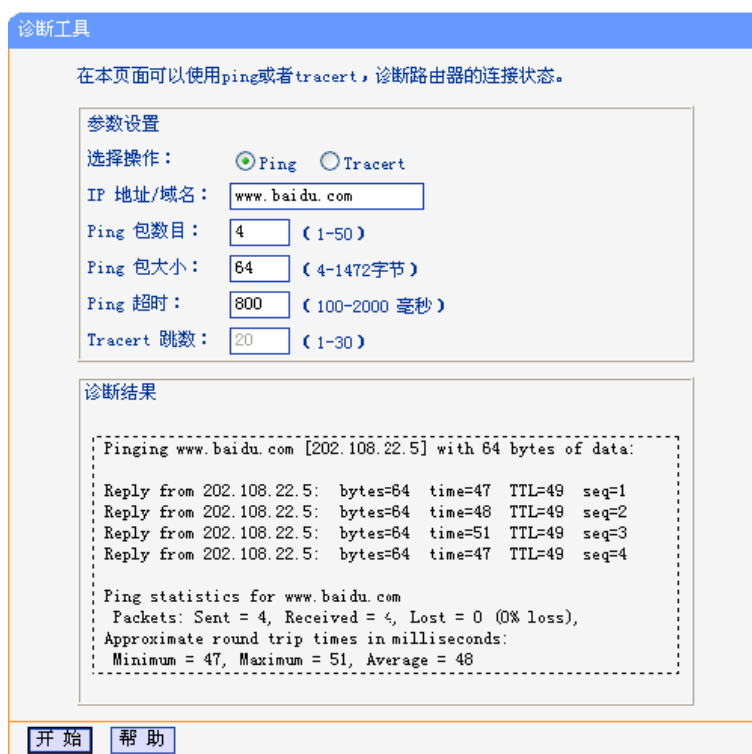 诊断工具
在本页面可以使用ping或者tracert，诊断路由器的连接状态。
参数设置
选择操作： Ping Tracert
IP 地址/域名： www.baidu.com
Ping 包数目： 4 （1-50）
Ping 包大小： 64 （4-1472字节）
Ping 超时： 800 （100-2000 毫秒）
Tracert 跳数： 20 （1-30）
诊断结果
Pinging www.baidu.com [202.108.22.5] with 64 bytes of data:
Reply from 202.108.22.5: bytes=64 time=47 TTL=49 seq=1
Reply from 202.108.22.5: bytes=64 time=48 TTL=49 seq=2
Reply from 202.108.22.5: bytes=64 time=51 TTL=49 seq=3
Reply from 202.108.22.5: bytes=64 time=47 TTL=49 seq=4
Ping statistics for www.baidu.com
Packets: Sent = 4, Received = 4, Lost = 0 (0% loss),
Approximate round trip times in milliseconds:
Minimum = 47, Maximum = 51, Average = 48
开 始 帮 助